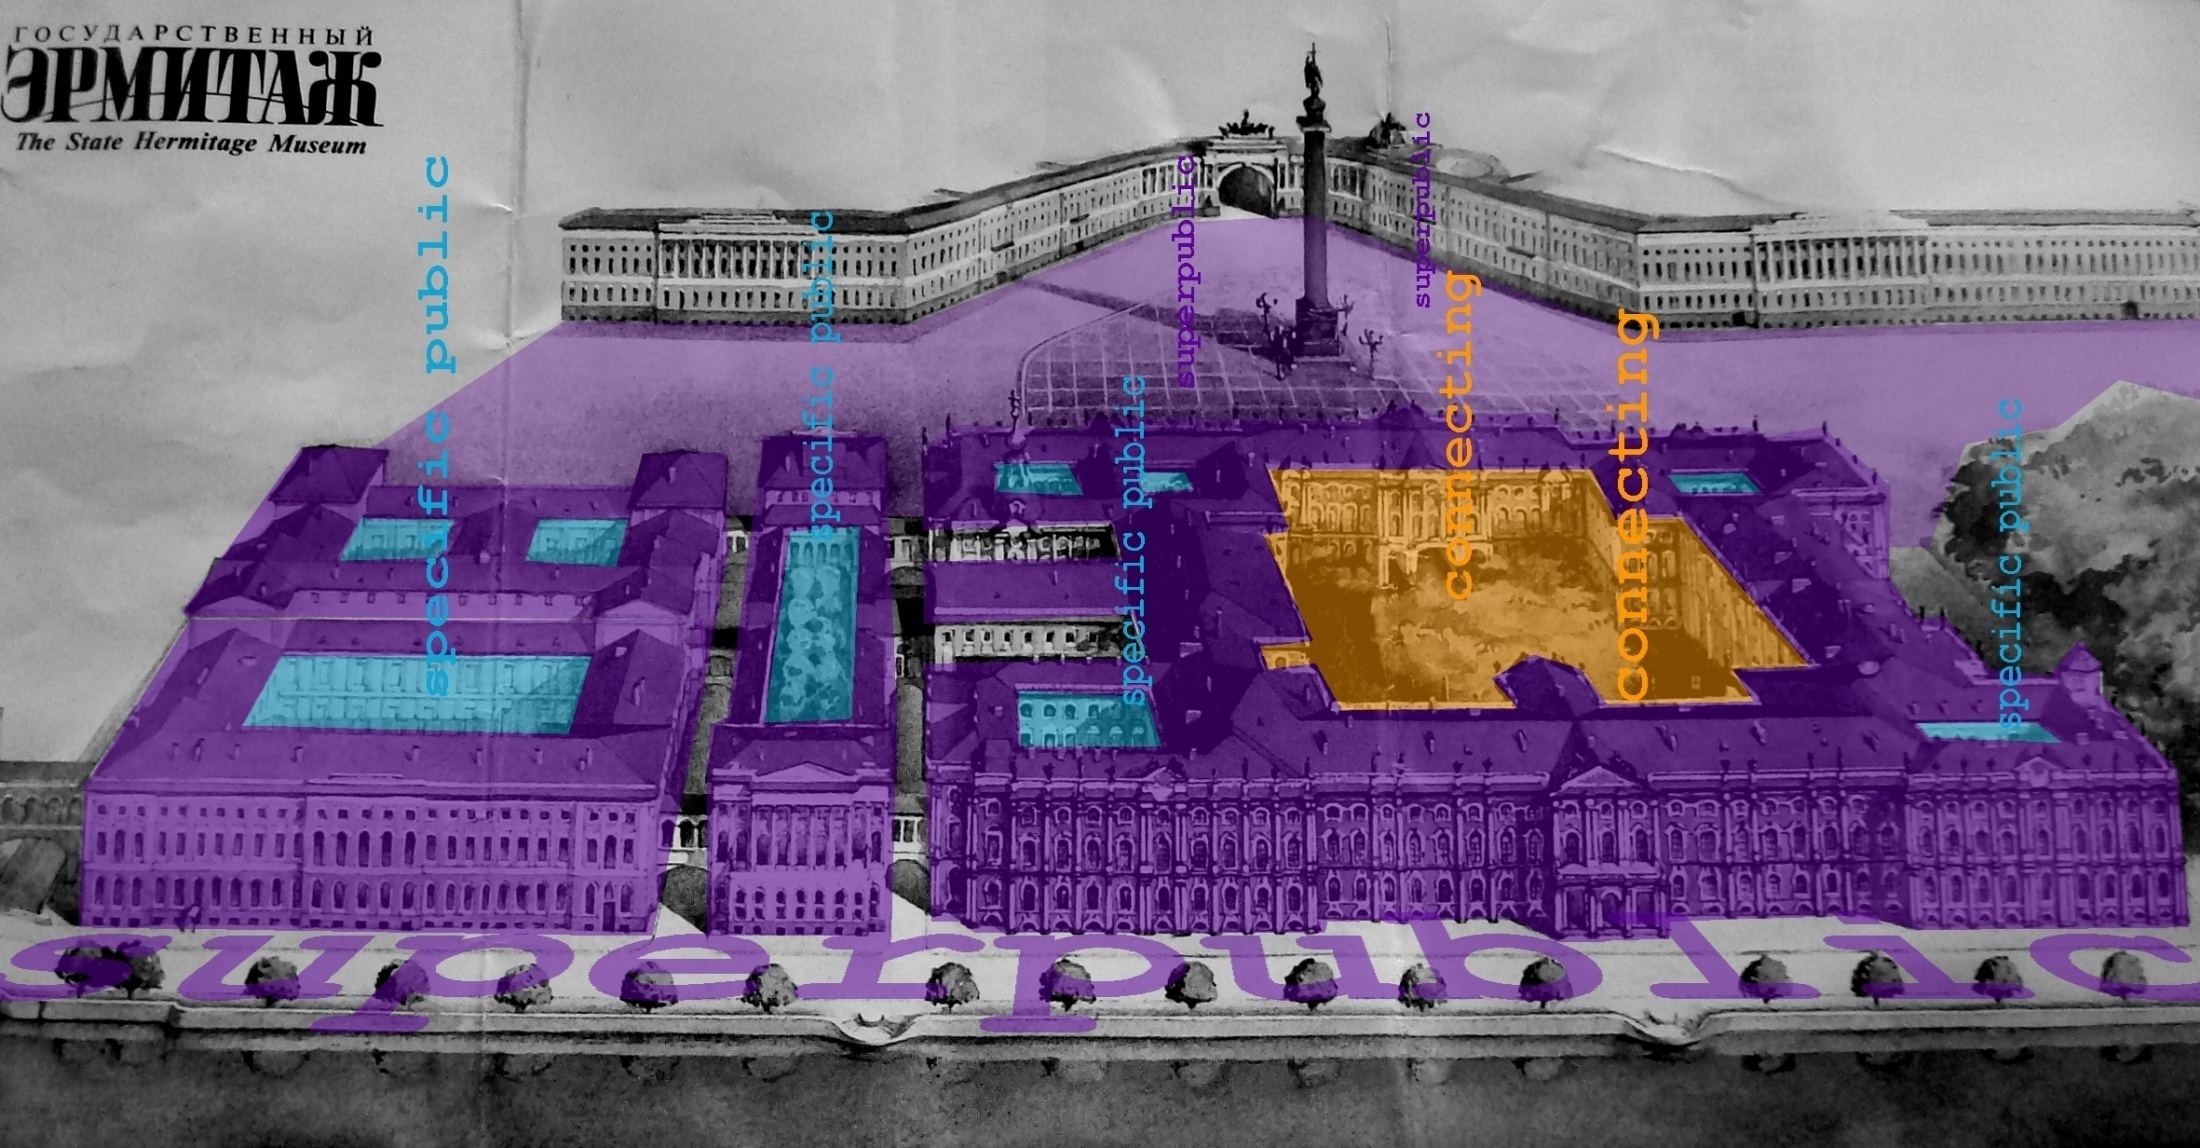 ГОСУДАРСТВЕННЫЙ
ЭРМИТАЖ
The State Hermitage Museum
specific public
specific public
specific public
superpublic
superpublic
connecting
connecting
specific public
superpublic